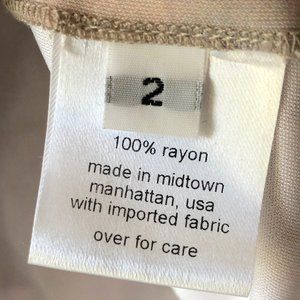 2
100% rayon
made in midtown
manhattan, usa
with imported fabric
over for care